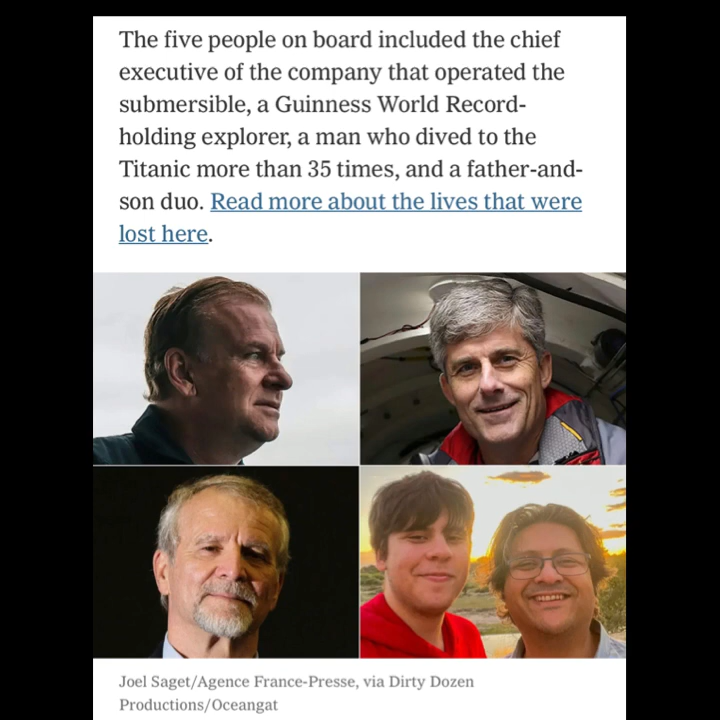 The five people on board included the chief
executive of the company that operated the
submersible, a Guinness World Record-
holding explorer, a man who dived to the
Titanic more than 35 times, and a father-and-
son duo. Read more about the lives that were
lost here.
Joel Saget/Agence France-Presse, via Dirty Dozen
Productions/Oceangat